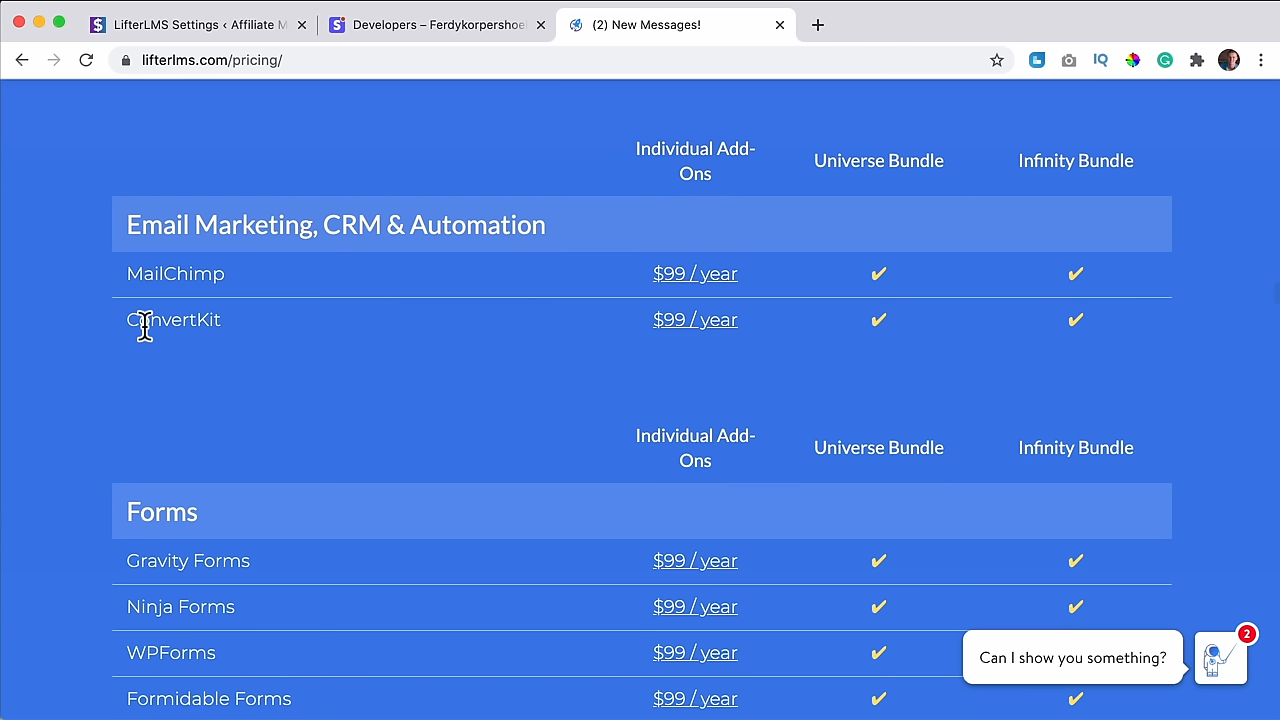 LifterLMS Settings ‹ Affiliate M
Developers – Ferdykorpershoe
(2) New Messages!
lifterlms.com/pricing/
IQ
Individual Add-
Ons
Universe Bundle
Infinity Bundle
Email Marketing, CRM & Automation
MailChimp
$99 / year
✔
✔
ConvertKit
$99 / year
✔
✔
Individual Add-
Ons
Universe Bundle
Infinity Bundle
Forms
Gravity Forms
$99 / year
✔
✔
Ninja Forms
$99 / year
✔
✔
WPForms
$99 / year
✔
Formidable Forms
$99 / year
✔
✔
Can I show you something?
2